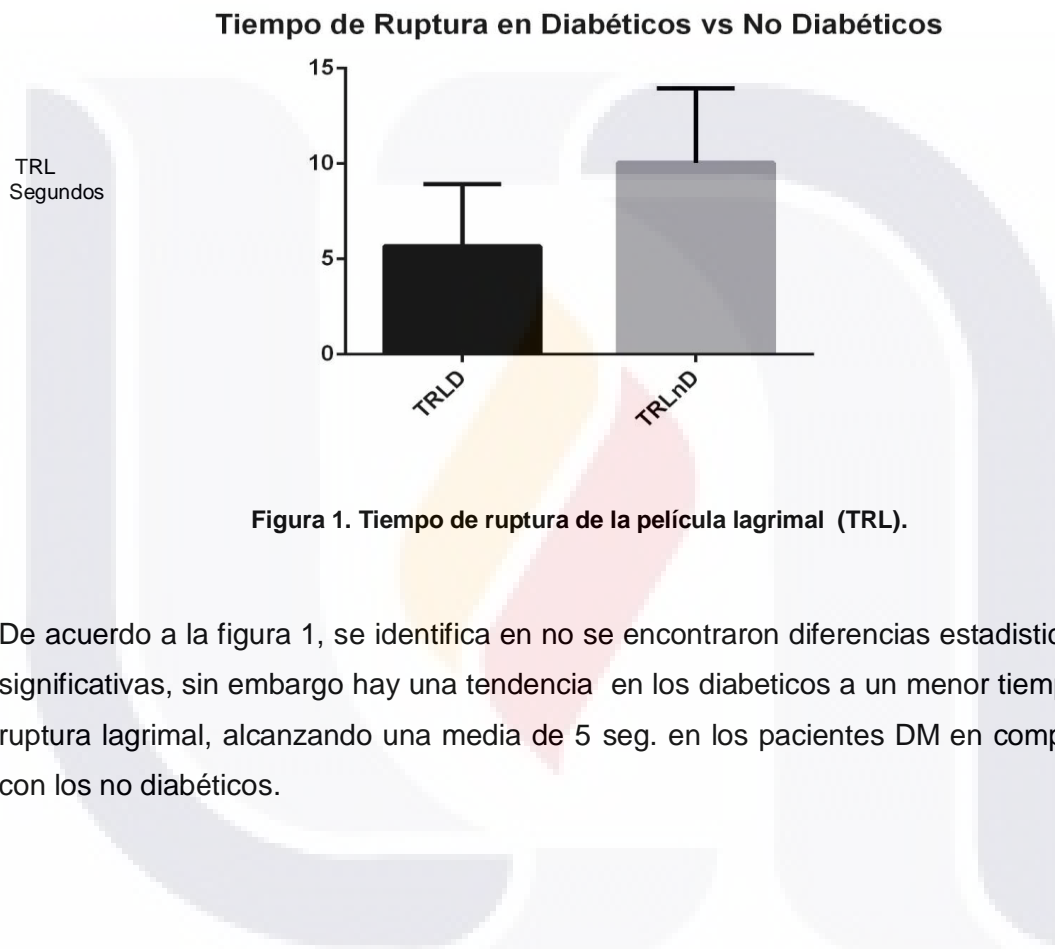 Tiempo de Ruptura en Diabéticos vs No Diabéticos
15
TRL
Segundos
10
5
0
TRLD
TRLnD
Figura 1. Tiempo de ruptura de la película lagrimal (TRL).
De acuerdo a la figura 1, se identifica en no se encontraron diferencias
significativas, sin embargo hay una tendencia en los diabeticos a un menor
ruptura lagrimal, alcanzando una media de 5 seg. en los pacientes DM en
con los no diabéticos.